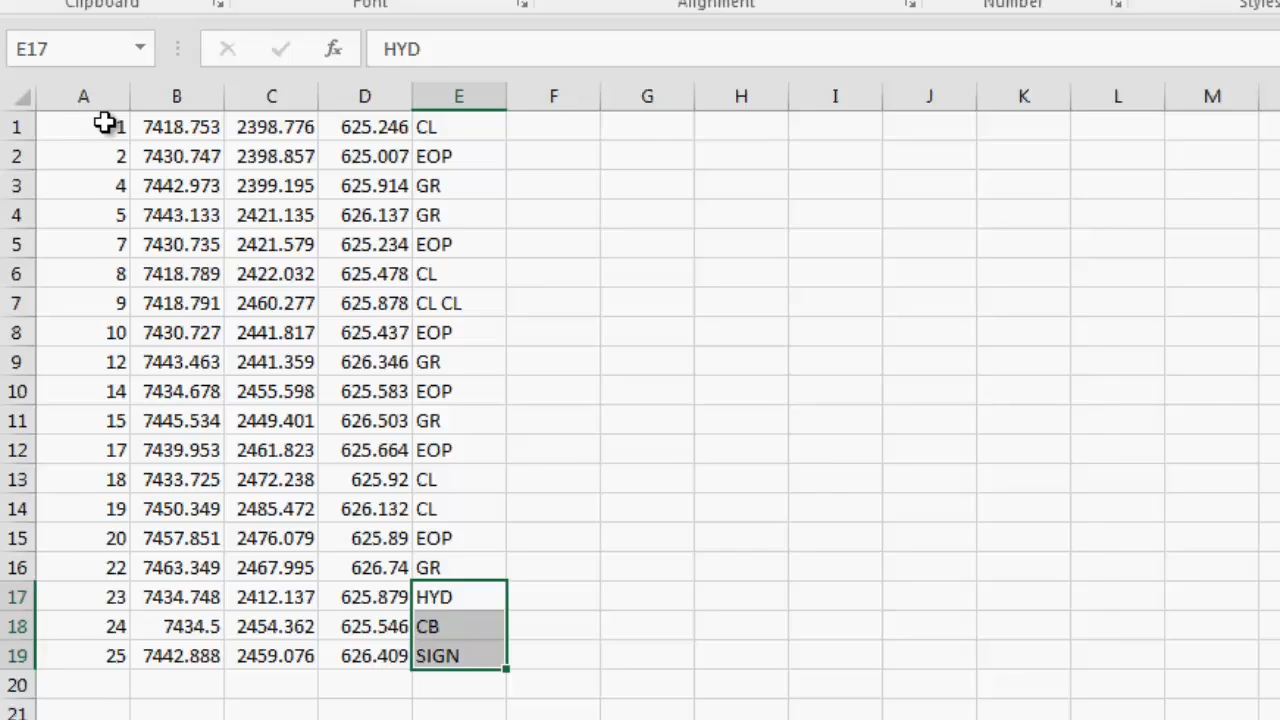 Clipboard Font Alignment Number Styles
E17 fx HYD
A B C D E F G H I J K L M
1 1 7418.753 2398.776 625.246 CL
2 2 7430.747 2398.857 625.007 EOP
3 4 7442.973 2399.195 625.914 GR
4 5 7443.133 2421.135 626.137 GR
5 7 7430.735 2421.579 625.234 EOP
6 8 7418.789 2422.032 625.478 CL
7 9 7418.791 2460.277 625.878 CL CL
8 10 7430.727 2441.817 625.437 EOP
9 12 7443.463 2441.359 626.346 GR
10 14 7434.678 2455.598 625.583 EOP
11 15 7445.534 2449.401 626.503 GR
12 17 7439.953 2461.823 625.664 EOP
13 18 7433.725 2472.238 625.92 CL
14 19 7450.349 2485.472 626.132 CL
15 20 7457.851 2476.079 625.89 EOP
16 22 7463.349 2467.995 626.74 GR
17 23 7434.748 2412.137 625.879 HYD
18 24 7434.5 2454.362 625.546 CB
19 25 7442.888 2459.076 626.409 SIGN
20
21